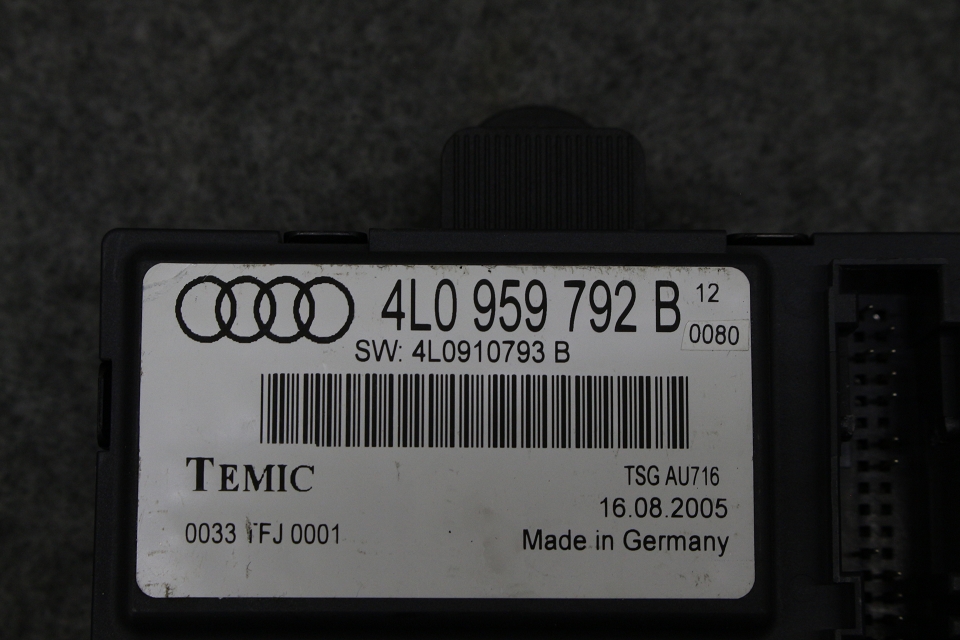 4L0 959 792 B 12
0080
SW: 4L0910793 B
TEMIC
TSG AU716
16.08.2005
0033 TFJ 0001
Made in Germany